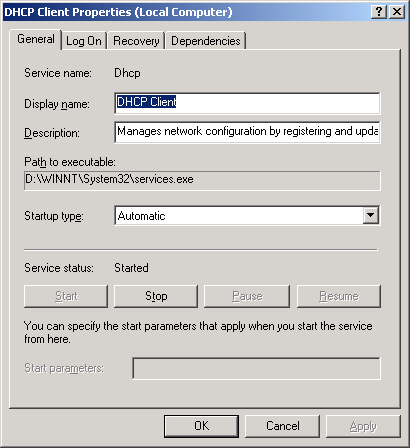 DHCP Client Properties (Local Computer)
General Log On Recovery Dependencies
Service name: Dhcp
Display name: DHCP Client
Description: Manages network configuration by registering and upda
Path to executable:
D:\WINNT\System32\services.exe
Startup type: Automatic
Service status: Started
Start Stop Pause Resume
You can specify the start parameters that apply when you start the service
from here.
Start parameters:
OK Cancel Apply